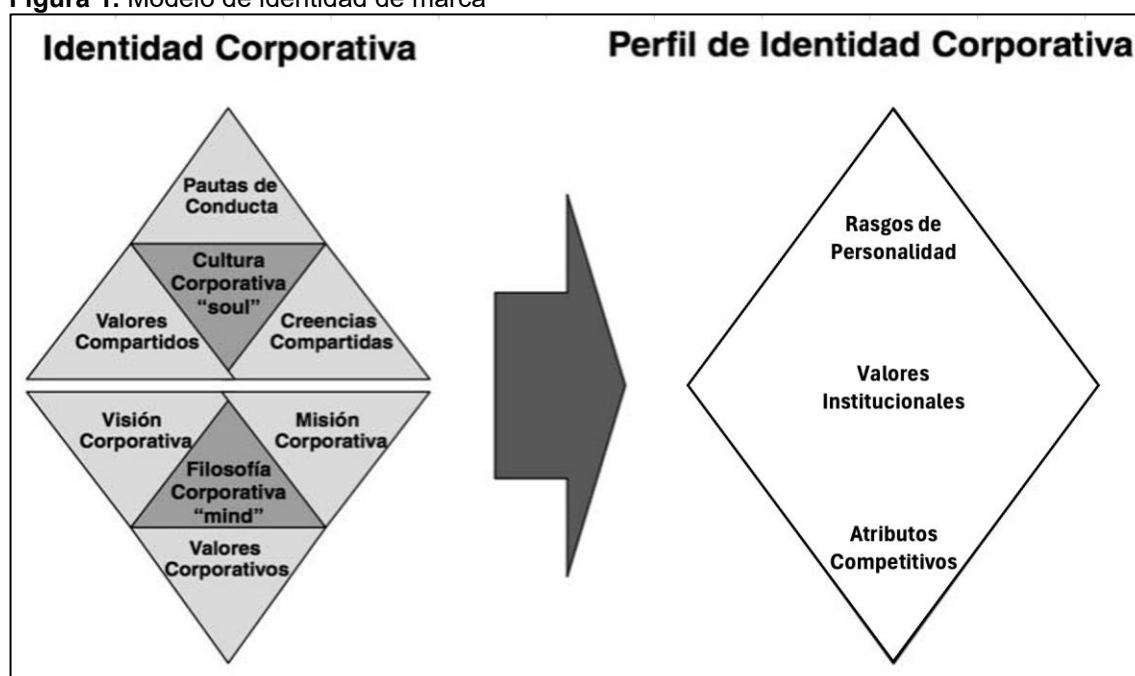 Figura 1. Modelo de identidad de marca
Identidad Corporativa
Perfil de Identidad Corporativa
Pautas de
Conducta
Cultura
Corporativa
“soul”
Valores
Compartidos
Creencias
Compartidas
Visión
Corporativa
Misión
Corporativa
Filosofía
Corporativa
“mind”
Valores
Corporativos
Rasgos de
Personalidad
Valores
Institucionales
Atributos
Competitivos